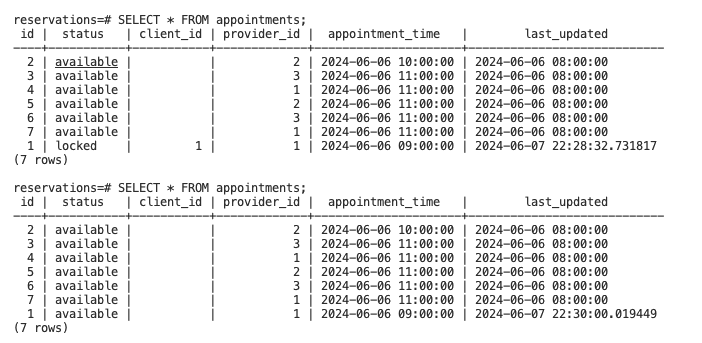 reservations=# SELECT * FROM appointments;
 id |  status   | client_id | provider_id |  appointment_time   |        last_updated
----+-----------+-----------+-------------+---------------------+----------------------------
  2 | available |           |           2 | 2024-06-06 10:00:00 | 2024-06-06 08:00:00
  3 | available |           |           3 | 2024-06-06 11:00:00 | 2024-06-06 08:00:00
  4 | available |           |           1 | 2024-06-06 11:00:00 | 2024-06-06 08:00:00
  5 | available |           |           2 | 2024-06-06 11:00:00 | 2024-06-06 08:00:00
  6 | available |           |           3 | 2024-06-06 11:00:00 | 2024-06-06 08:00:00
  7 | available |           |           1 | 2024-06-06 11:00:00 | 2024-06-06 08:00:00
  1 | locked    |         1 |           1 | 2024-06-06 09:00:00 | 2024-06-07 22:28:32.731817
(7 rows)

reservations=# SELECT * FROM appointments;
 id |  status   | client_id | provider_id |  appointment_time   |        last_updated
----+-----------+-----------+-------------+---------------------+----------------------------
  2 | available |           |           2 | 2024-06-06 10:00:00 | 2024-06-06 08:00:00
  3 | available |           |           3 | 2024-06-06 11:00:00 | 2024-06-06 08:00:00
  4 | available |           |           1 | 2024-06-06 11:00:00 | 2024-06-06 08:00:00
  5 | available |           |           2 | 2024-06-06 11:00:00 | 2024-06-06 08:00:00
  6 | available |           |           3 | 2024-06-06 11:00:00 | 2024-06-06 08:00:00
  7 | available |           |           1 | 2024-06-06 11:00:00 | 2024-06-06 08:00:00
  1 | available |           |           1 | 2024-06-06 09:00:00 | 2024-06-07 22:30:00.019449
(7 rows)